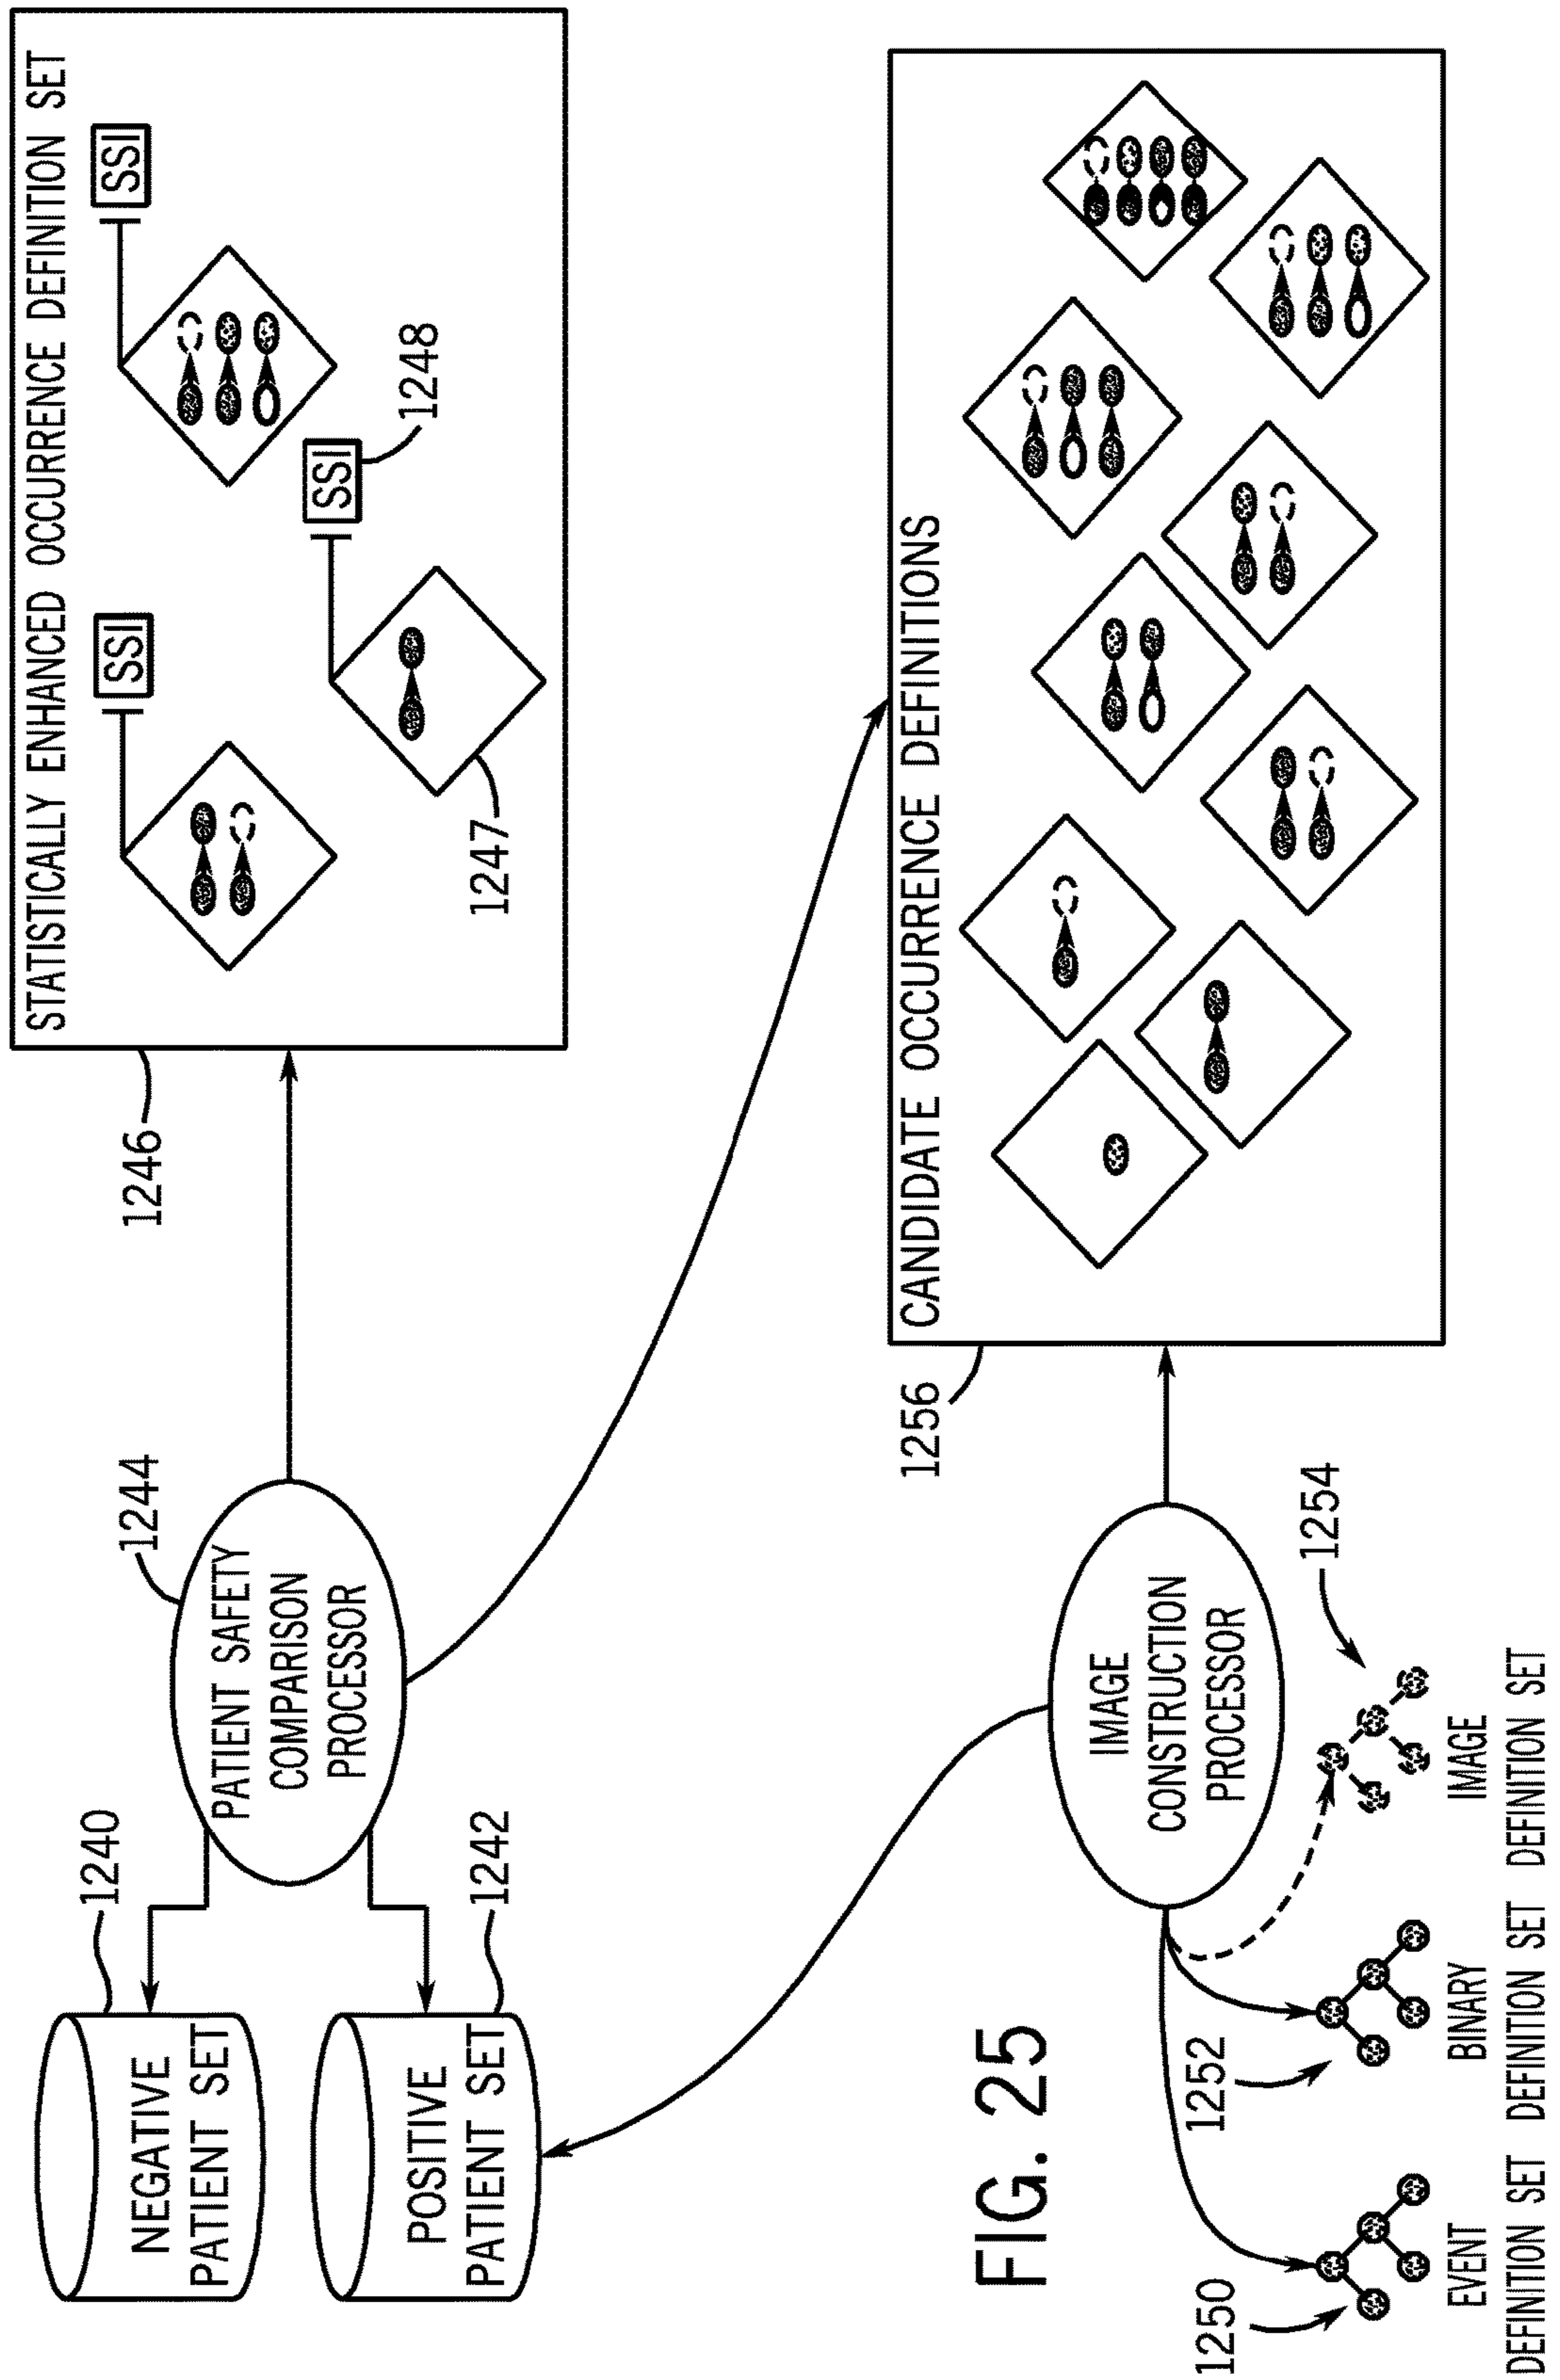 1240
NEGATIVE
PATIENT SET
1242
POSITIVE
PATIENT SET
1244
PATIENT SAFETY
COMPARISON
PROCESSOR
1246
STATISTICALLY ENHANCED OCCURRENCE DEFINITION SET
SSI
SSI
1248
SSI
1247
FIG. 25
1250
EVENT
DEFINITION SET
1252
BINARY
DEFINITION SET
1254
IMAGE
DEFINITION SET
IMAGE
CONSTRUCTION
PROCESSOR
1256
CANDIDATE OCCURRENCE DEFINITIONS